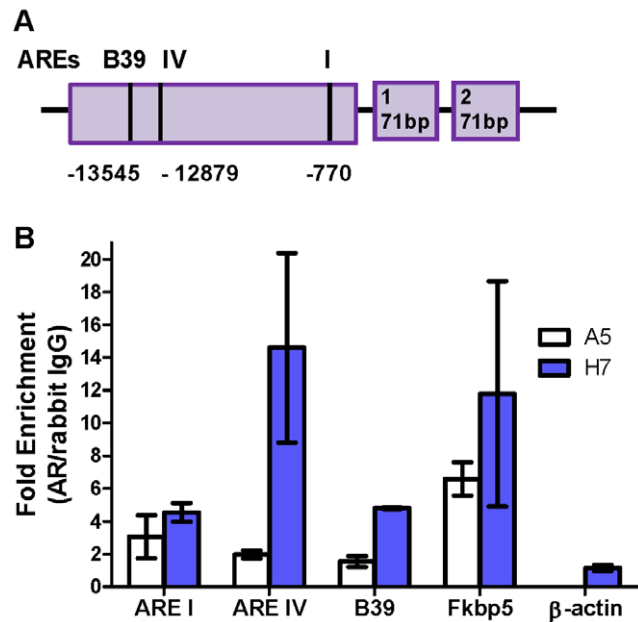 A
AREs B39 IV I
1 2
71bp 71bp
-13545 - 12879 -770
B
Fold Enrichment
(AR/rabbit IgG)
20
18
16
14
12
10
8
6
4
2
0
A5
H7
ARE I ARE IV B39 Fkbp5 β-actin